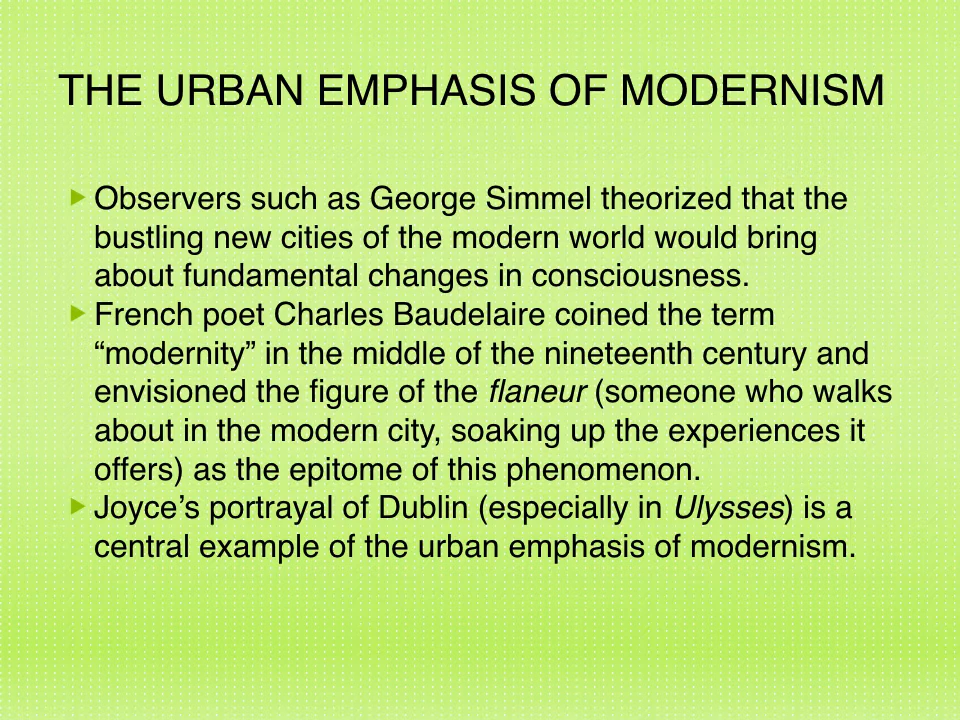 THE URBAN EMPHASIS OF MODERNISM
Observers such as George Simmel theorized that the
bustling new cities of the modern world would bring
about fundamental changes in consciousness.
French poet Charles Baudelaire coined the term
“modernity” in the middle of the nineteenth century and
envisioned the figure of the flaneur (someone who walks
about in the modern city, soaking up the experiences it
offers) as the epitome of this phenomenon.
Joyce’s portrayal of Dublin (especially in Ulysses) is a
central example of the urban emphasis of modernism.